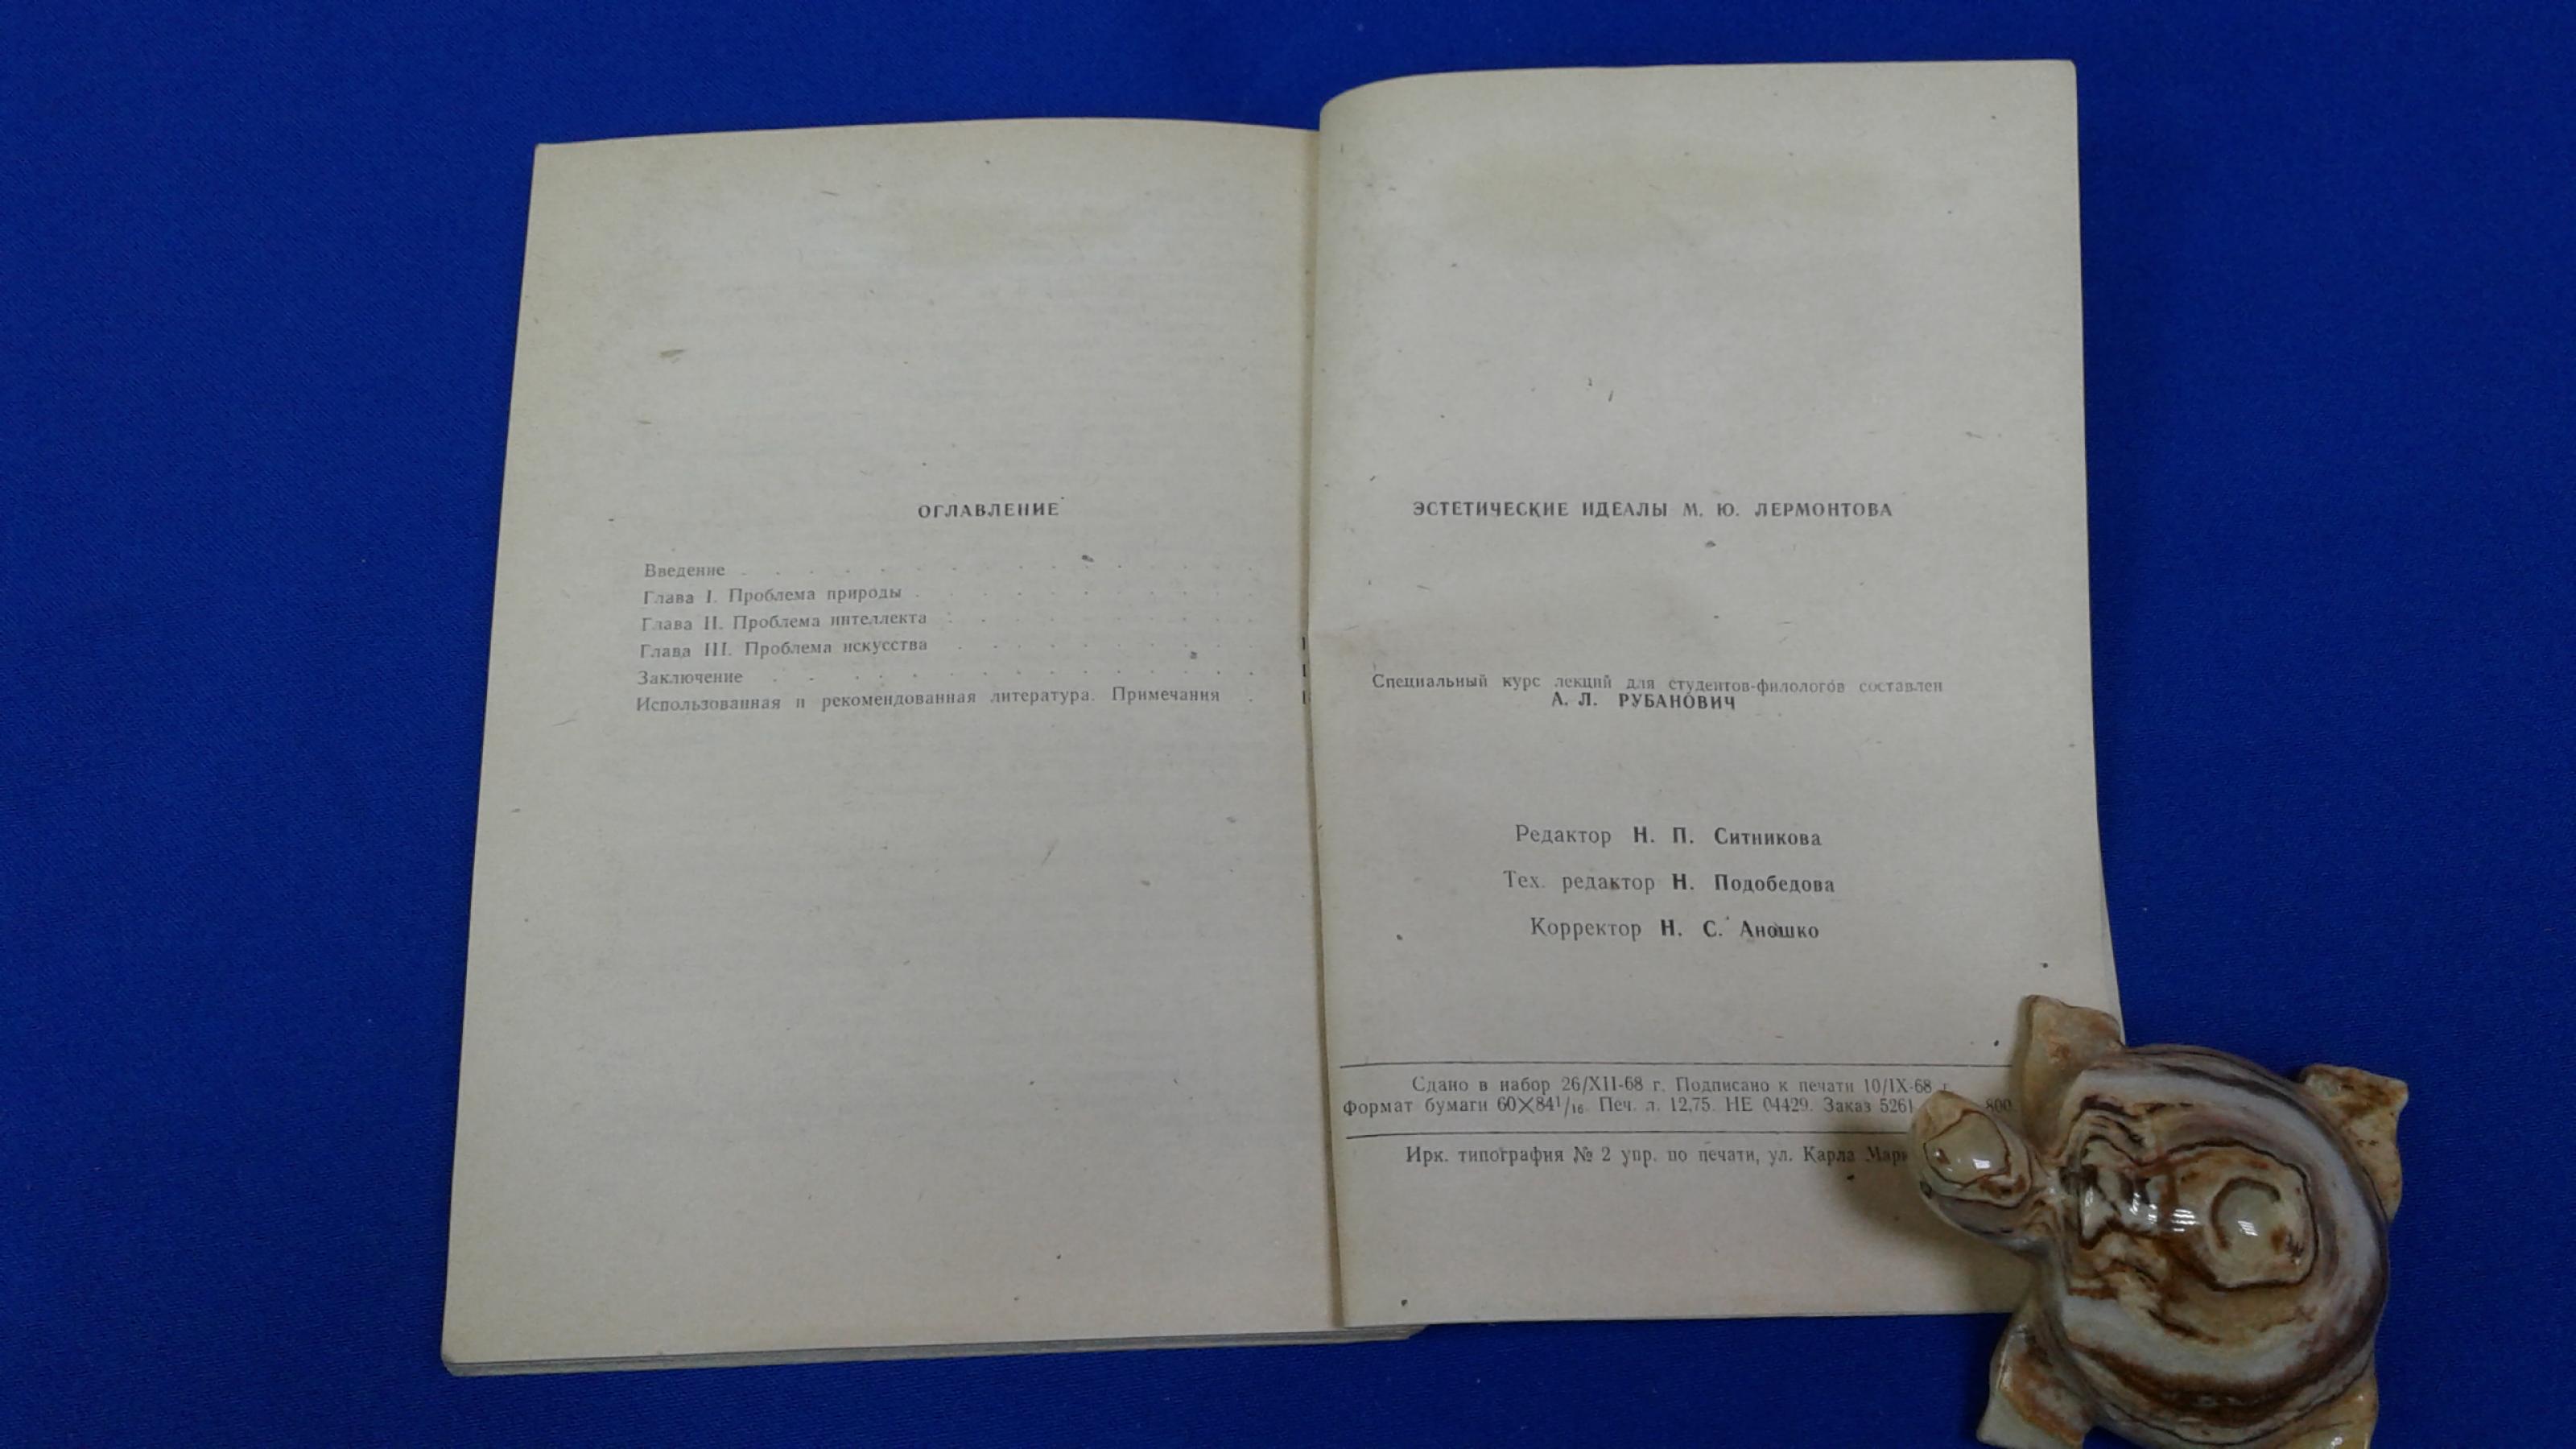 ОГЛАВЛЕНИЕ
Введение
Глава I. Проблема природы
Глава II. Проблема интеллекта
Глава III. Проблема искусства
Заключение
Использованная и рекомендованная литература. Примечания
ЭСТЕТИЧЕСКИЕ ИДЕАЛЫ М. Ю. ЛЕРМОНТОВА
Специальный курс лекций для студентов-филологов составлен
А. Л. РУБАНОВИЧ
Редактор Н. П. Ситникова
Тех. редактор Н. Подобедова
Корректор Н. С. Аношко
Сдано в набор 26/XII-68 г. Подписано к печати 10/IX-68 г.
Формат бумаги 60×84 1/16. Печ. л. 12,75. НЕ 04429. Заказ 5261 800.
Ирк. типография № 2 упр. по печати, ул. Карла